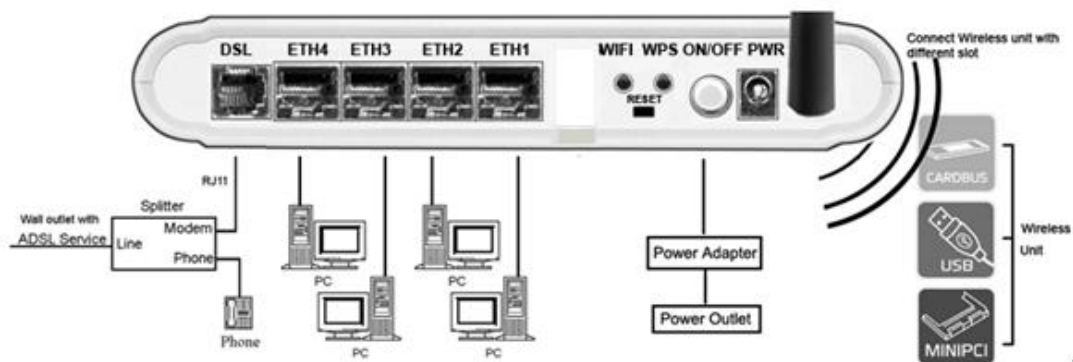 DSL ETH4 ETH3 ETH2 ETH1 WIFI WPS ON/OFF PWR
RESET
Connect Wireless unit with
different slot
CARDBUS
USB
MINIPCI
Wireless
Unit
RJ11
Splitter
Wall outlet with
ADSL Service
Line
Modem
Phone
Phone
PC
PC
PC
PC
Power Adapter
Power Outlet